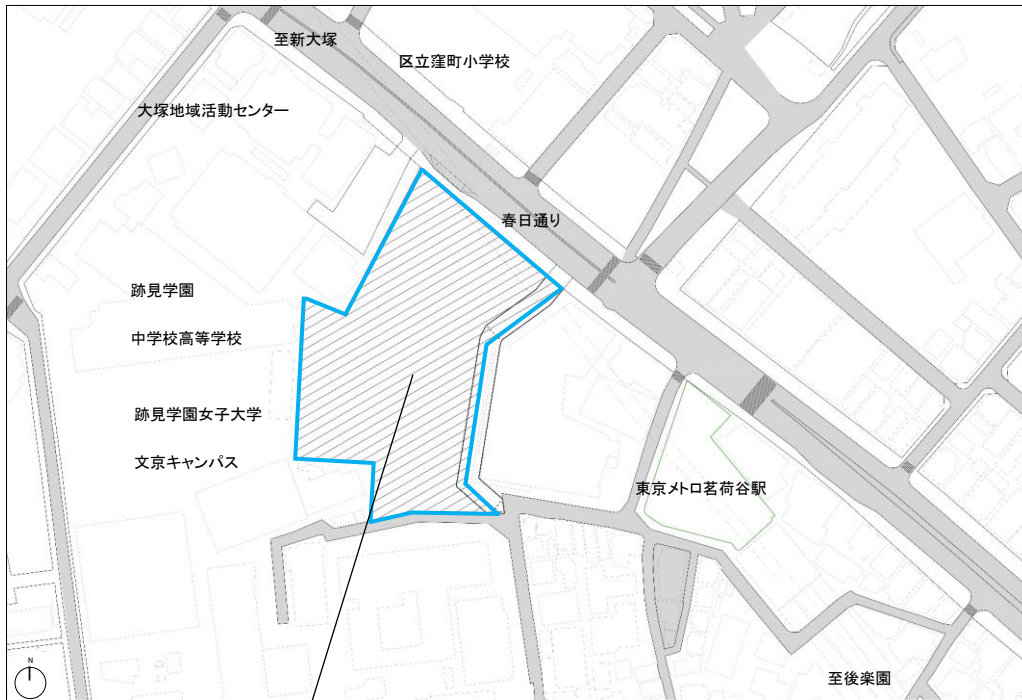 至新大塚
区立窪町小学校
大塚地域活動センター
春日通り
跡見学園
中学校高等学校
跡見学園女子大学
文京キャンパス
東京メトロ茗荷谷駅
至後楽園
N